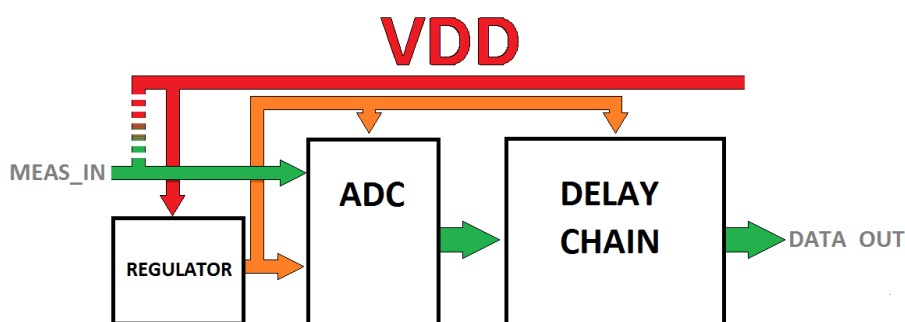 VDD
MEAS_IN
ADC
DELAY
CHAIN
REGULATOR
DATA OUT